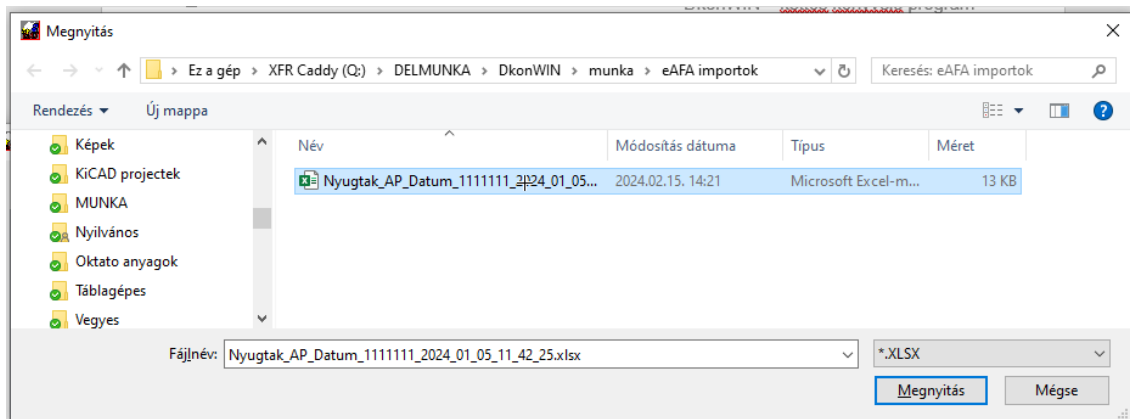 DkonWIN
program
Megnyitás
Ez a gép > XFR Caddy (Q:) > DELMUNKA > DkonWIN > munka > eAFA importok
Keresés: eAFA importok
Rendezés
Új mappa
Képek
KiCAD projectek
MUNKA
Nyilvános
Oktato anyagok
Táblagépes
Vegyes
Név Módosítás dátuma Típus Méret
Nyugtak_AP_Datum_1111111_2024_01_05... 2024.02.15. 14:21 Microsoft Excel-m... 13 KB
Fájlnév: Nyugtak_AP_Datum_1111111_2024_01_05_11_42_25.xlsx
*.XLSX
Megnyitás
Mégse